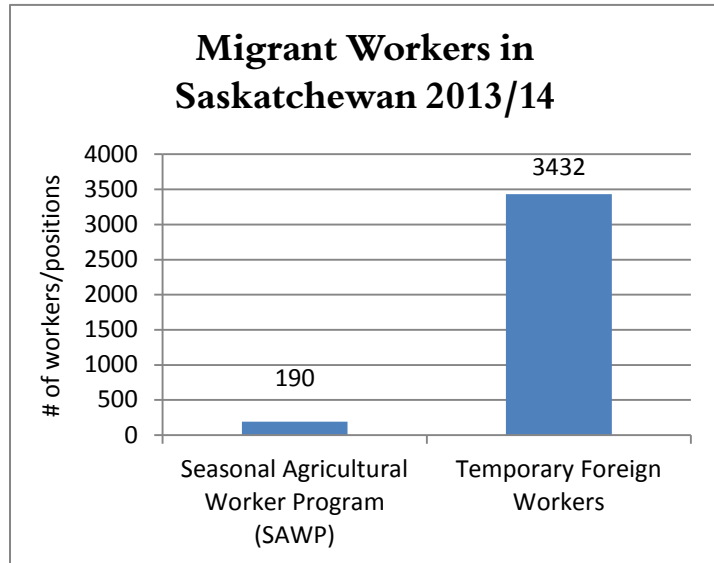 Migrant Workers in
Saskatchewan 2013/14
# of workers/positions
4000
3500
3000
2500
2000
1500
1000
500
0
190
3432
Seasonal Agricultural
Worker Program
(SAWP)
Temporary Foreign
Workers